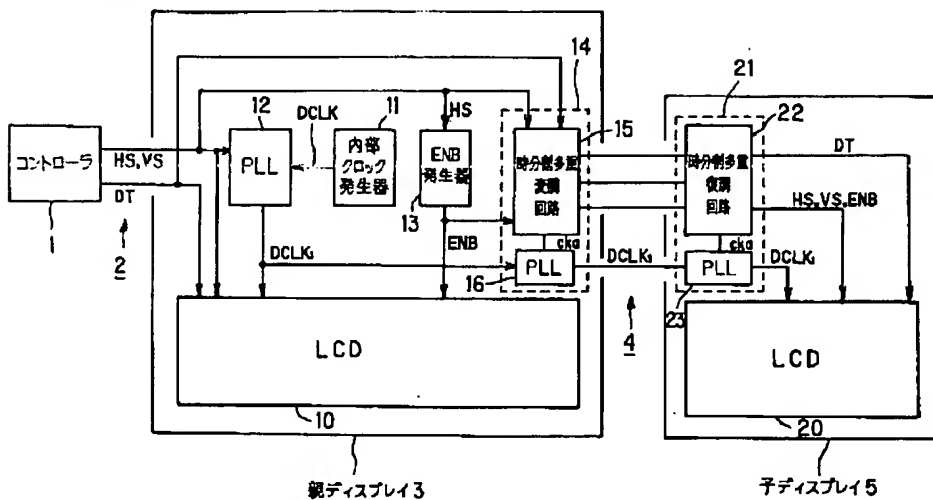 コントローラ
1
HS,VS
DT
2
12
PLL
DCLK
11
内部
クロック
発生器
HS
ENB
発生器
13
ENB
DCLK₁
14
15
時分割多重
変調
回路
cka
PLL
16
DCLK₁
4
21
22
時分割多重
復調
回路
cka
PLL
23
DT
HS,VS,ENB
DCLK₁
LCD
10
LCD
20
親ディスプレイ3
子ディスプレイ5